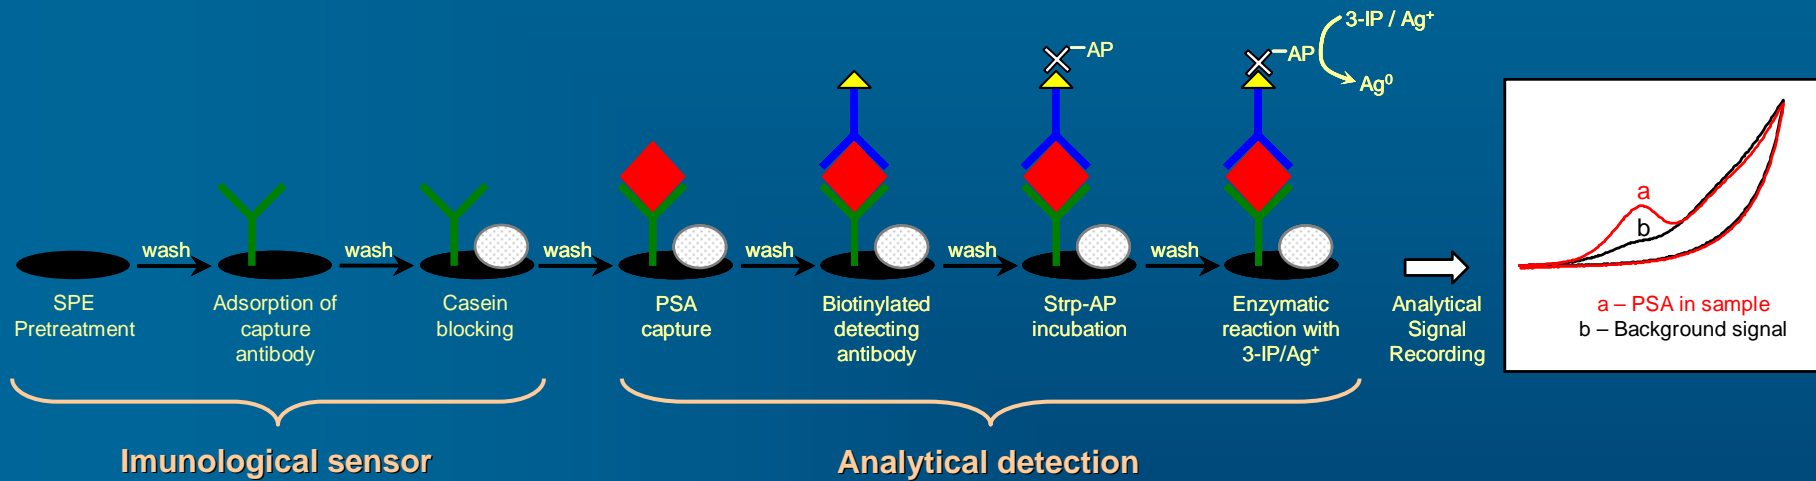 3-IP / Ag⁺
AP
AP
Ag⁰
wash
wash
wash
wash
wash
wash
SPE
Pretreatment
Adsorption of
capture
antibody
Casein
blocking
PSA
capture
Biotinylated
detecting
antibody
Strp-AP
incubation
Enzymatic
reaction with
3-IP/Ag⁺
Analytical
Signal
Recording
a
b
a – PSA in sample
b – Background signal
Imunological sensor
Analytical detection